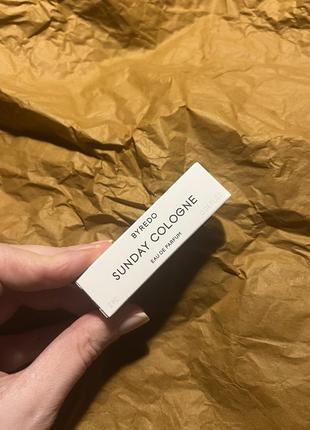 BYREDO
SUNDAY COLOGNE
EAU DE PARFUM